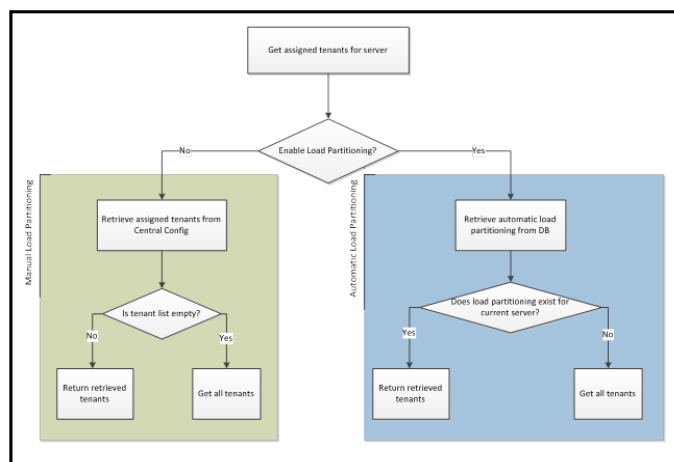 Get assigned tenants for server
Enable Load Partitioning?
No
Yes
Manual Load Partitioning
Retrieve assigned tenants from
Central Config
Is tenant list empty?
No
Yes
Return retrieved
tenants
Get all tenants
Automatic Load Partitioning
Retrieve automatic load
partitioning from DB
Does load partitioning exist for
current server?
Yes
No
Return retrieved
tenants
Get all tenants